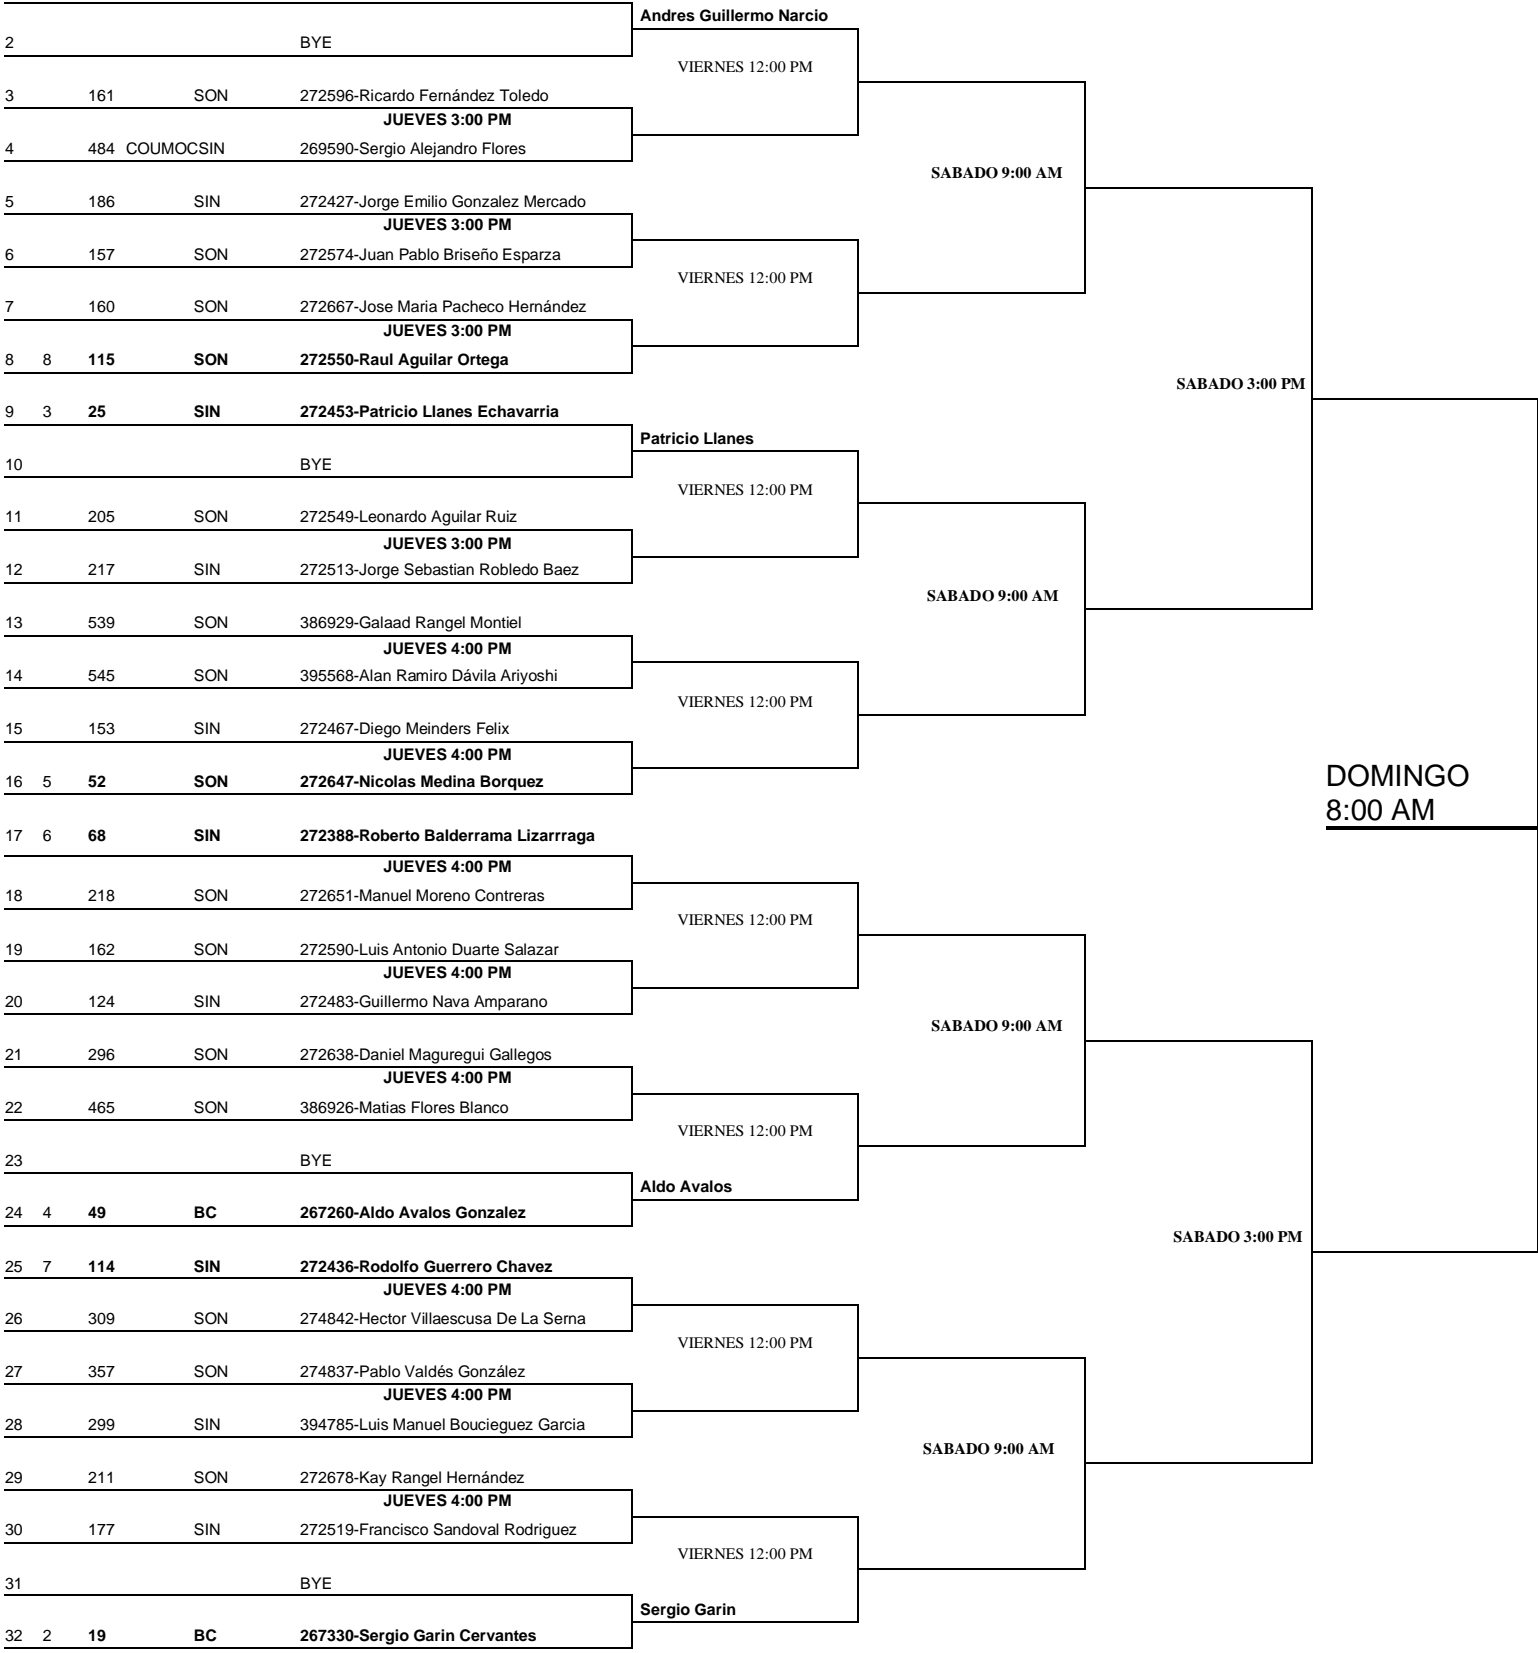 Andres Guillermo Narcio
2 BYE
VIERNES 12:00 PM
3 161 SON 272596-Ricardo Fernández Toledo
JUEVES 3:00 PM
4 484 COUMOCSIN 269590-Sergio Alejandro Flores
SABADO 9:00 AM
5 186 SIN 272427-Jorge Emilio Gonzalez Mercado
JUEVES 3:00 PM
6 157 SON 272574-Juan Pablo Briseño Esparza
VIERNES 12:00 PM
7 160 SON 272667-Jose Maria Pacheco Hernández
JUEVES 3:00 PM
8 8 115 SON 272550-Raul Aguilar Ortega
SABADO 3:00 PM
9 3 25 SIN 272453-Patricio Llanes Echavarria
Patricio Llanes
10 BYE
VIERNES 12:00 PM
11 205 SON 272549-Leonardo Aguilar Ruiz
JUEVES 3:00 PM
12 217 SIN 272513-Jorge Sebastian Robledo Baez
SABADO 9:00 AM
13 539 SON 386929-Galaad Rangel Montiel
JUEVES 4:00 PM
14 545 SON 395568-Alan Ramiro Dávila Ariyoshi
VIERNES 12:00 PM
15 153 SIN 272467-Diego Meinders Felix
JUEVES 4:00 PM
16 5 52 SON 272647-Nicolas Medina Borquez
DOMINGO
8:00 AM
17 6 68 SIN 272388-Roberto Balderrama Lizarrraga
JUEVES 4:00 PM
18 218 SON 272651-Manuel Moreno Contreras
VIERNES 12:00 PM
19 162 SON 272590-Luis Antonio Duarte Salazar
JUEVES 4:00 PM
20 124 SIN 272483-Guillermo Nava Amparano
SABADO 9:00 AM
21 296 SON 272638-Daniel Maguregui Gallegos
JUEVES 4:00 PM
22 465 SON 386926-Matias Flores Blanco
VIERNES 12:00 PM
23 BYE
Aldo Avalos
24 4 49 BC 267260-Aldo Avalos Gonzalez
SABADO 3:00 PM
25 7 114 SIN 272436-Rodolfo Guerrero Chavez
JUEVES 4:00 PM
26 309 SON 274842-Hector Villaescusa De La Serna
VIERNES 12:00 PM
27 357 SON 274837-Pablo Valdés González
JUEVES 4:00 PM
28 299 SIN 394785-Luis Manuel Boucieguez Garcia
SABADO 9:00 AM
29 211 SON 272678-Kay Rangel Hernández
JUEVES 4:00 PM
30 177 SIN 272519-Francisco Sandoval Rodriguez
VIERNES 12:00 PM
31 BYE
Sergio Garin
32 2 19 BC 267330-Sergio Garin Cervantes